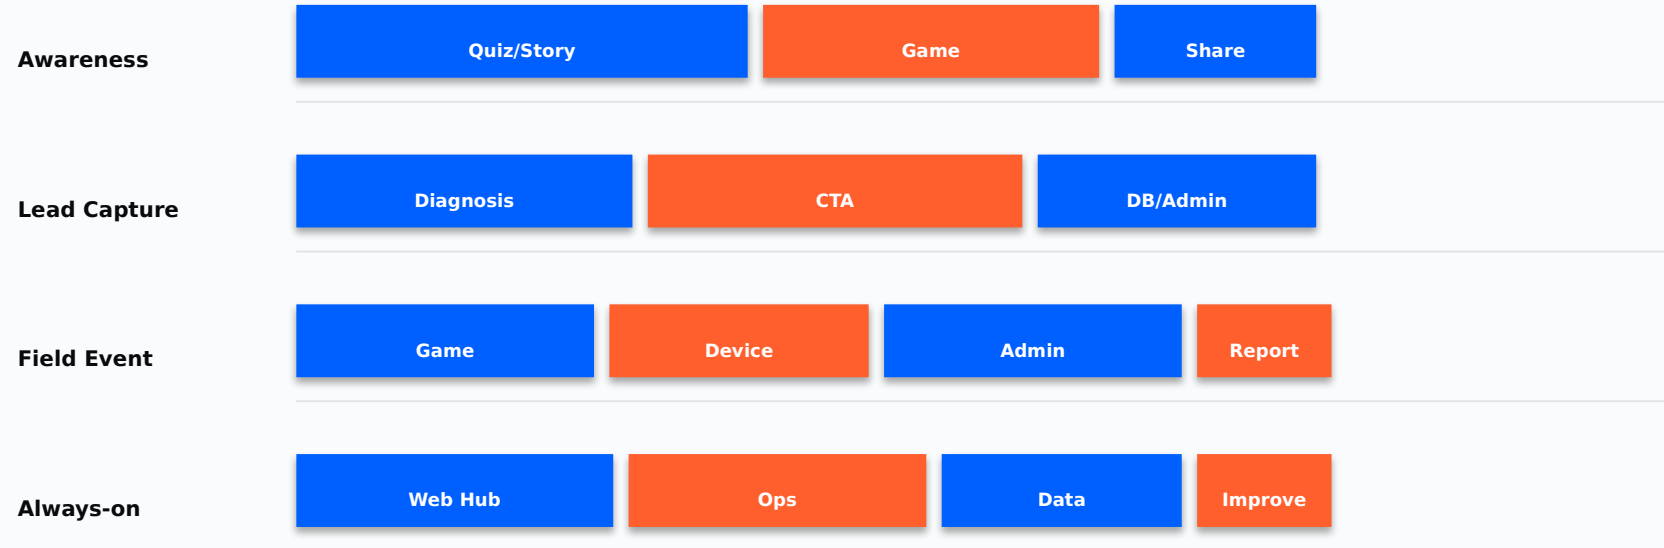 Awareness
Quiz/Story
Game
Share
Lead Capture
Diagnosis
CTA
DB/Admin
Field Event
Game
Device
Admin
Report
Always-on
Web Hub
Ops
Data
Improve